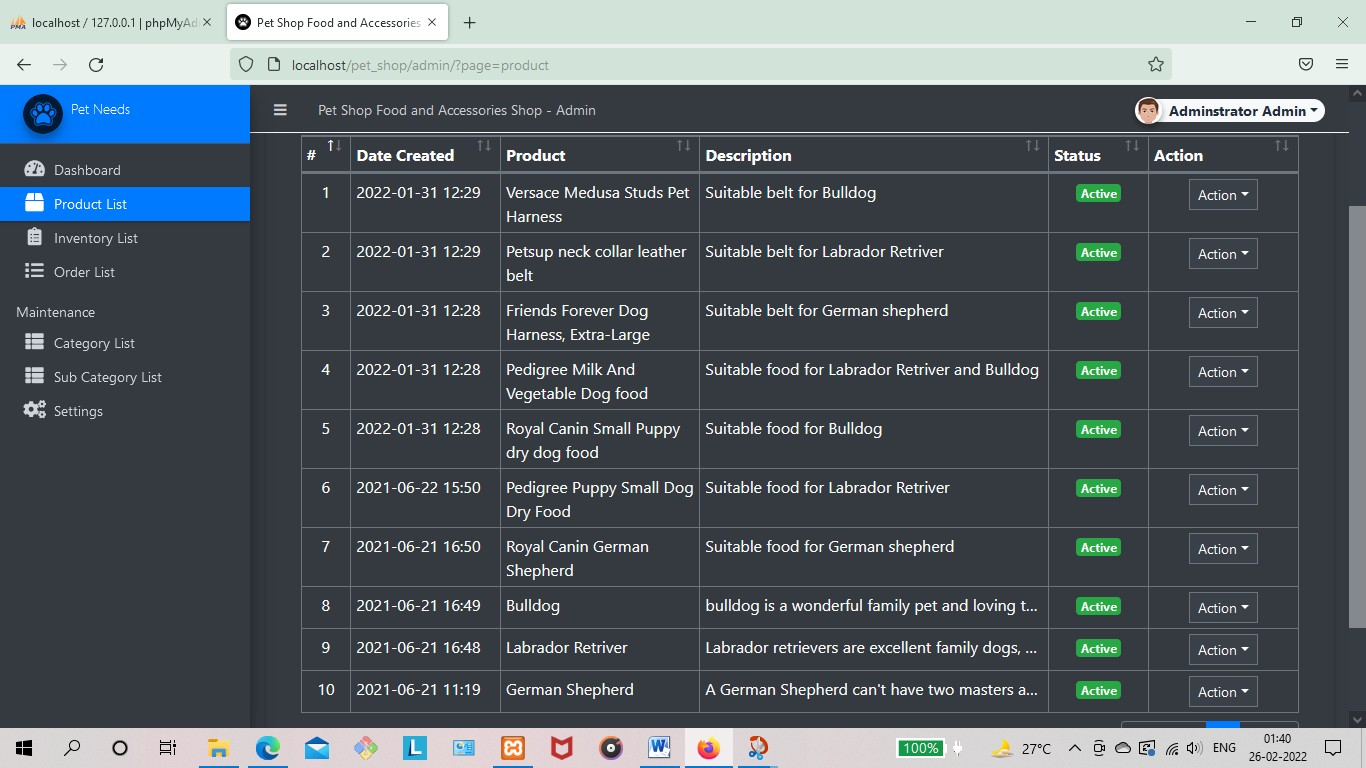 localhost / 127.0.0.1 | phpMyAd
Pet Shop Food and Accessories
localhost/pet_shop/admin/?page=product
Pet Needs
Pet Shop Food and Accessories Shop - Admin
Adminstrator Admin
Dashboard
Product List
Inventory List
Order List
Maintenance
Category List
Sub Category List
Settings
# Date Created Product Description Status Action
1 2022-01-31 12:29 Versace Medusa Studs Pet Suitable belt for Bulldog Active Action
Harness
2 2022-01-31 12:29 Petsup neck collar leather Suitable belt for Labrador Retriver Active Action
belt
3 2022-01-31 12:28 Friends Forever Dog Suitable belt for German shepherd Active Action
Harness, Extra-Large
4 2022-01-31 12:28 Pedigree Milk And Suitable food for Labrador Retriver and Bulldog Active Action
Vegetable Dog food
5 2022-01-31 12:28 Royal Canin Small Puppy Suitable food for Bulldog Active Action
dry dog food
6 2021-06-22 15:50 Pedigree Puppy Small Dog Suitable food for Labrador Retriver Active Action
Dry Food
7 2021-06-21 16:50 Royal Canin German Suitable food for German shepherd Active Action
Shepherd
8 2021-06-21 16:49 Bulldog bulldog is a wonderful family pet and loving t... Active Action
9 2021-06-21 16:48 Labrador Retriver Labrador retrievers are excellent family dogs, ... Active Action
10 2021-06-21 11:19 German Shepherd A German Shepherd can't have two masters a... Active Action
100% 27°C ENG 01:40
26-02-2022